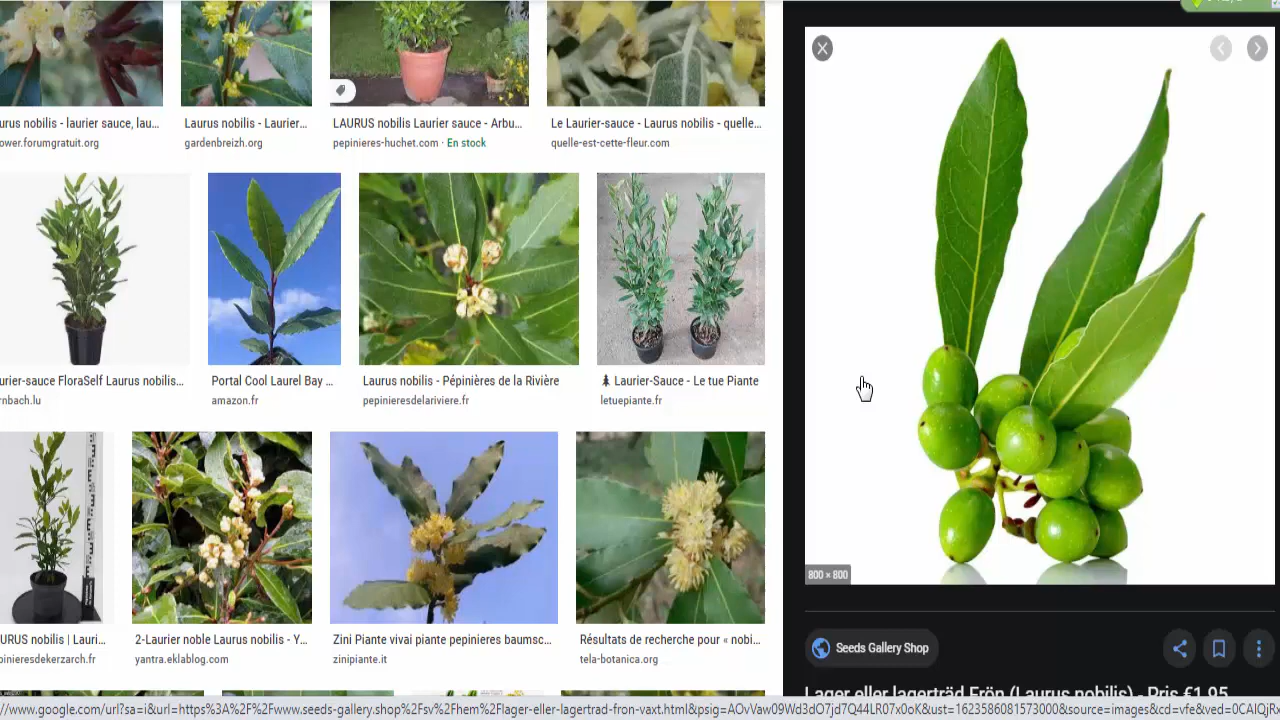 urus nobilis - laurier sauce, lau...
ower.forumgratuit.org
Laurus nobilis - Laurier...
gardenbreizh.org
LAURUS nobilis Laurier sauce - Arbu...
pepinieres-huchet.com · En stock
Le Laurier-sauce - Laurus nobilis - quelle...
quelle-est-cette-fleur.com
urier-sauce FloraSelf Laurus nobilis...
rnbach.lu
Portal Cool Laurel Bay ...
amazon.fr
Laurus nobilis - Pépinières de la Rivière
pepinieresdelariviere.fr
Laurier-Sauce - Le tue Piante
letuepiante.fr
URUS nobilis | Lauri...
pinieresdekerzarch.fr
2-Laurier noble Laurus nobilis - Y...
yantra.eklablog.com
Zini Piante vivai piante pepinieres baumsc...
zinipiante.it
Résultats de recherche pour « nobi...
tela-botanica.org
800 × 800
Seeds Gallery Shop
Lager eller lagerträd Frön (Laurus nobilis) - Pris €1.95
//www.google.com/url?sa=i&url=https%3A%2F%2Fwww.seeds-gallery.shop%2Fsv%2Fhem%2Flager-eller-lagertrad-fron-vaxt.html&psig=AOvVaw09Wd3dO7jd7Q44LR07x0oK&ust=1623586081573000&source=images&cd=vfe&ved=0CAIQjR